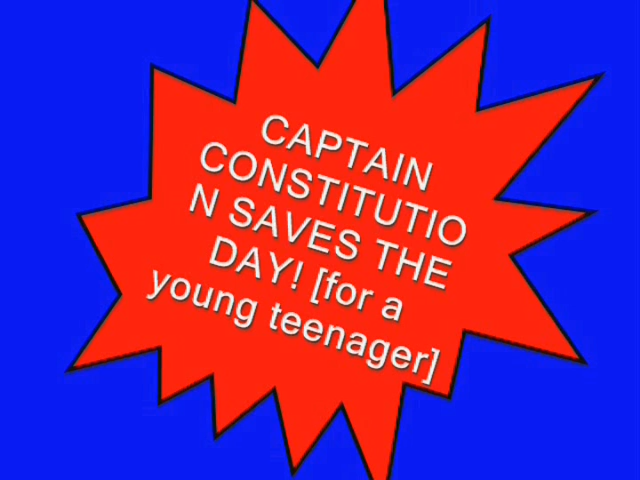 CAPTAIN
CONSTITUTIO
N SAVES THE
DAY! [for a
young teenager]